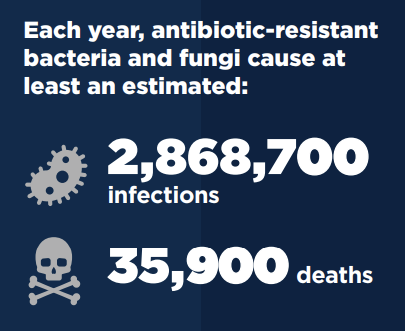 Each year, antibiotic-resistant
bacteria and fungi cause at
least an estimated:
2,868,700
infections
35,900 deaths